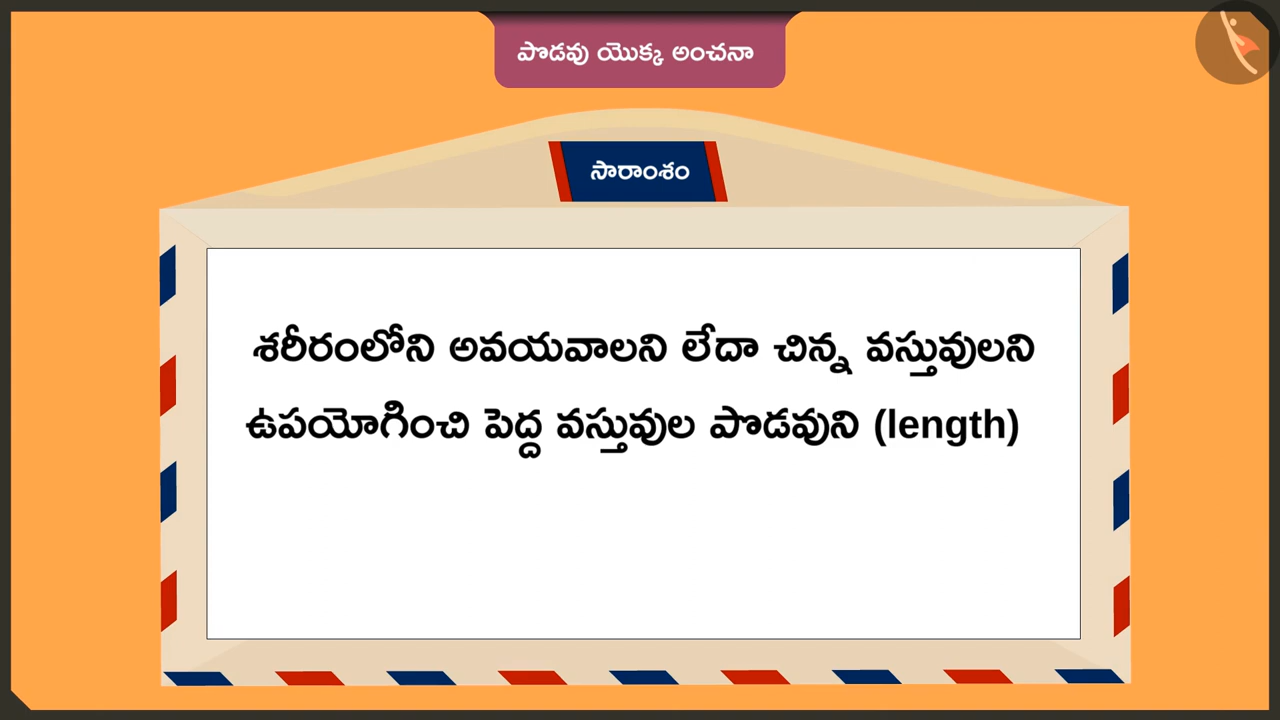 పొడవు యొక్క అంచనా
సారాంశం
శరీరంలోని అవయవాలని లేదా చిన్న వస్తువులని
ఉపయోగించి పెద్ద వస్తువుల పొడవుని (length)